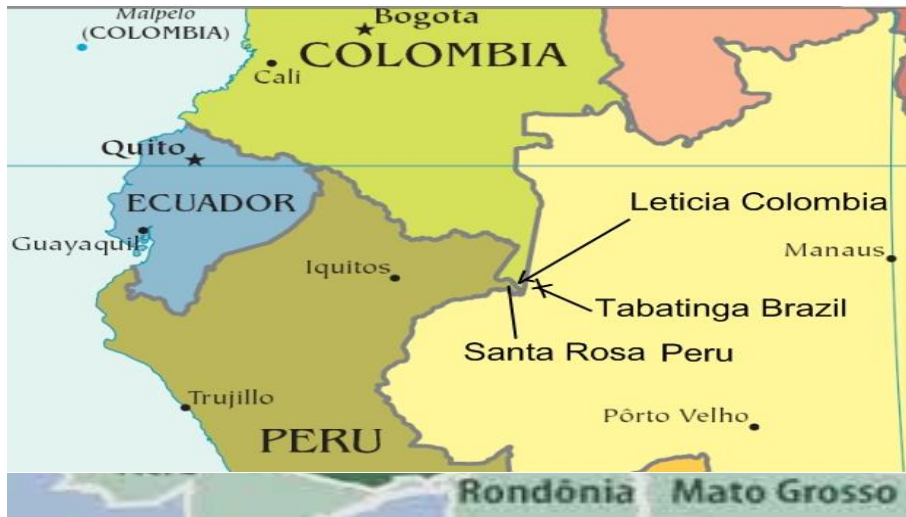 Malpelo
(COLOMBIA)
Bogota
COLOMBIA
Cali
Quito
ECUADOR
Leticia Colombia
Guayaquil
Manaus
Iquitos
Tabatinga Brazil
Santa Rosa Peru
Trujillo
Pôrto Velho
PERU
Rondônia
Mato Grosso